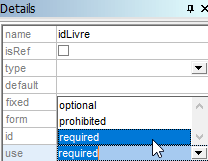 Details
name idLivre
isRef
type
default
fixed
optional
form prohibited
id required
use required